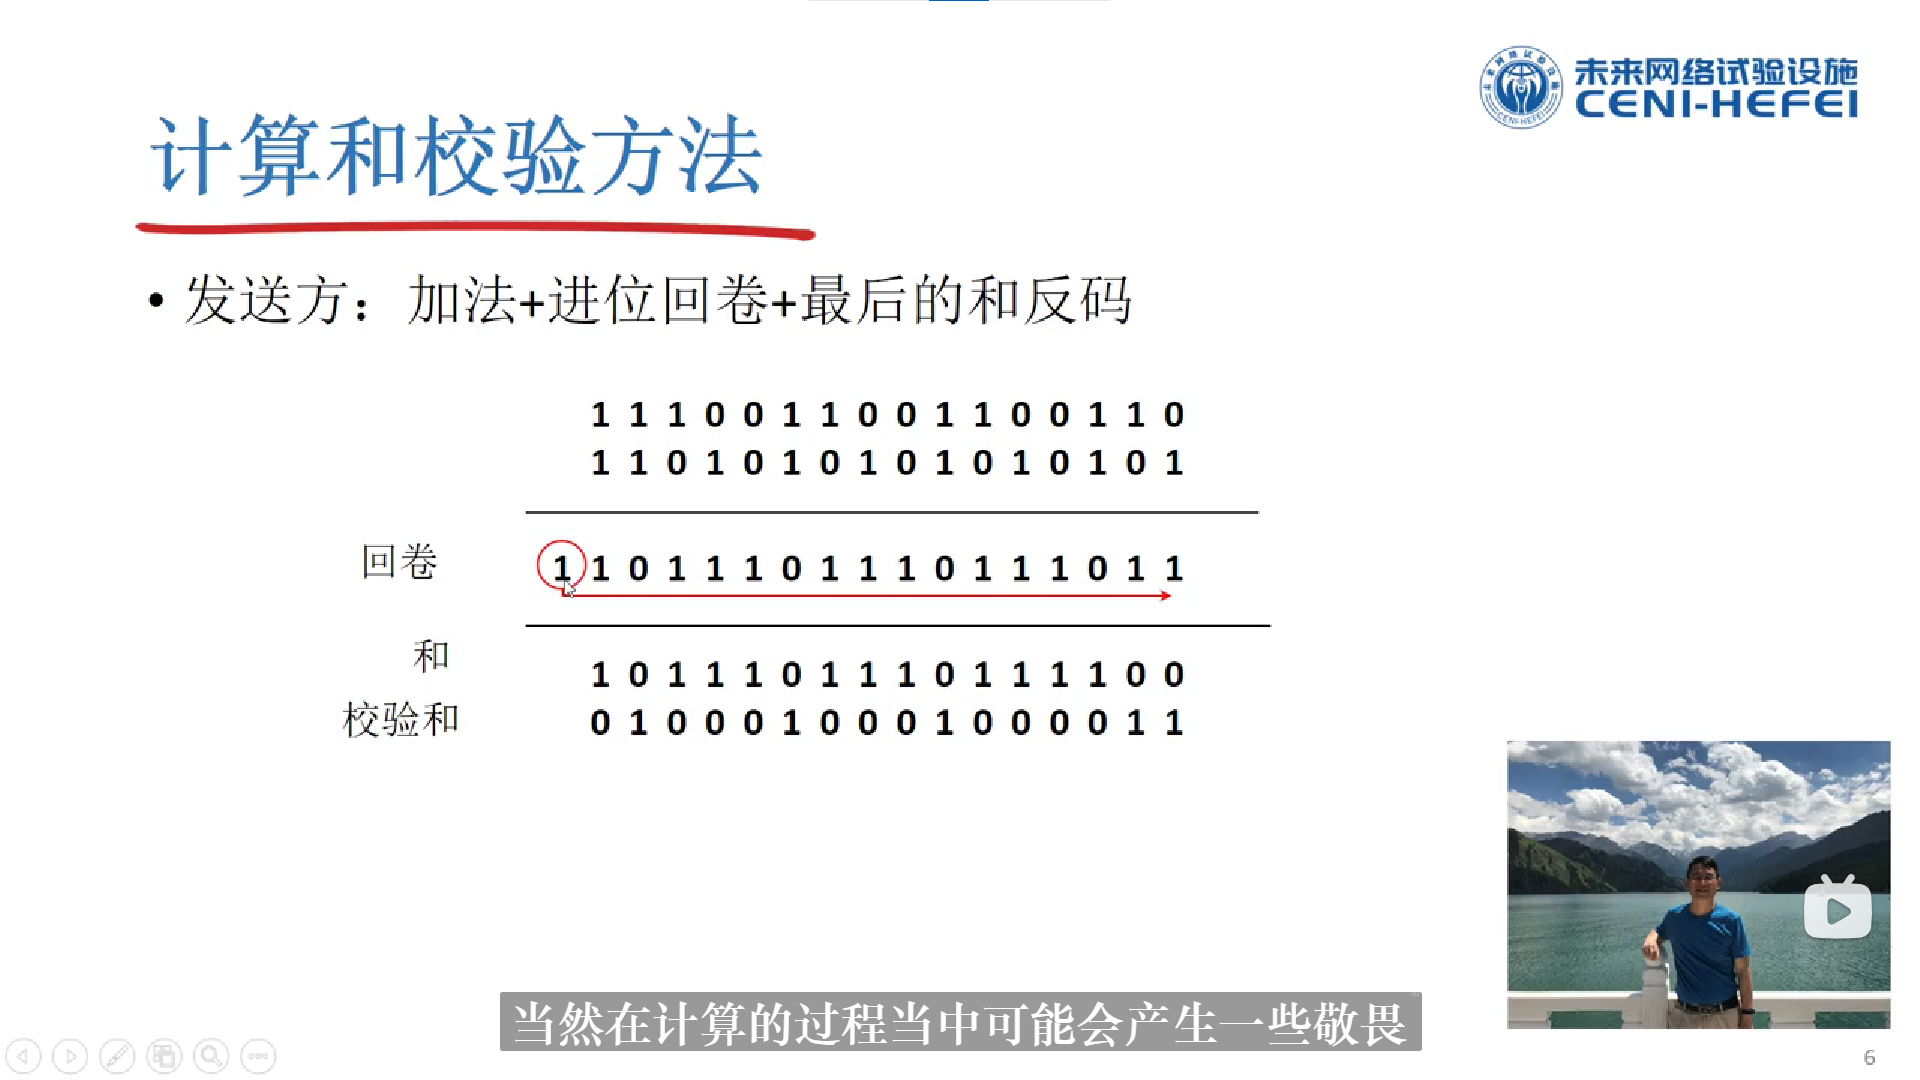 未来网络试验设施
CENI-HEFEI
计算和校验方法
• 发送方：加法+进位回卷+最后的和反码
1 1 1 0 0 1 1 0 0 1 1 0 0 1 1 0
1 1 0 1 0 1 0 1 0 1 0 1 0 1 0 1
回卷 1 1 0 1 1 1 0 1 1 1 0 1 1 1 0 1 1
和 1 0 1 1 1 0 1 1 1 0 1 1 1 1 0 0
校验和 0 1 0 0 0 1 0 0 0 1 0 0 0 0 1 1
当然在计算的过程当中可能会产生一些敬畏
6